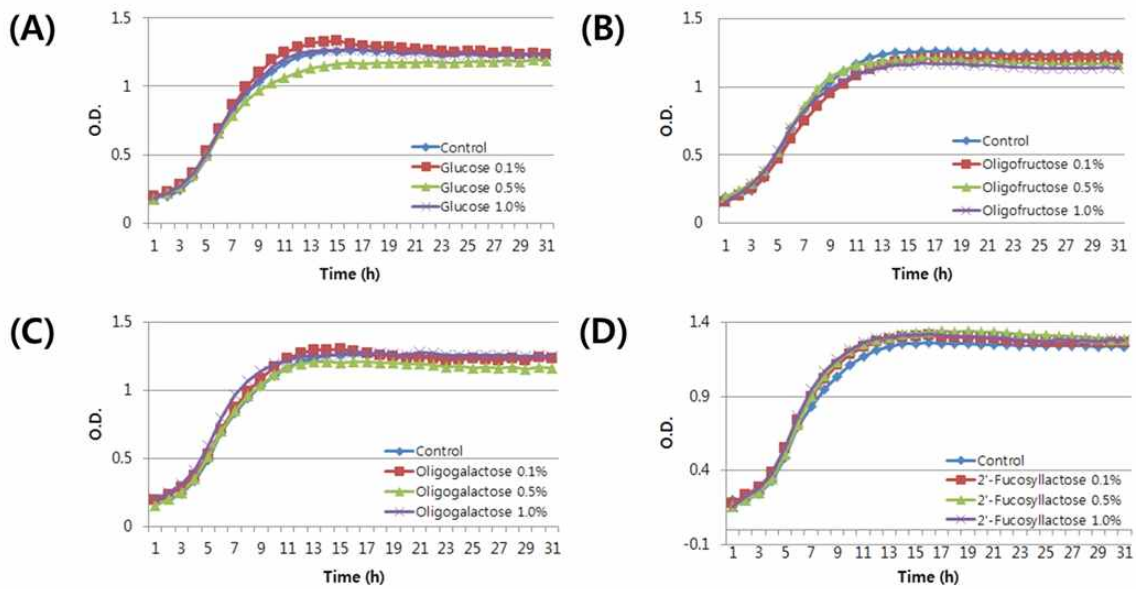 (A)
1.5
1
0.5
0
O.D.
Control
Glucose 0.1%
Glucose 0.5%
Glucose 1.0%
1 3 5 7 9 11 13 15 17 19 21 23 25 27 29 31
Time (h)
(B)
1.5
1
0.5
0
O.D.
Control
Oligofructose 0.1%
Oligofructose 0.5%
Oligofructose 1.0%
1 3 5 7 9 11 13 15 17 19 21 23 25 27 29 31
Time (h)
(C)
1.5
1
0.5
0
O.D.
Control
Oligogalactose 0.1%
Oligogalactose 0.5%
Oligogalactose 1.0%
1 3 5 7 9 11 13 15 17 19 21 23 25 27 29 31
Time (h)
(D)
1.4
0.9
0.4
-0.1
O.D.
Control
2'-Fucosyllactose 0.1%
2'-Fucosyllactose 0.5%
2'-Fucosyllactose 1.0%
1 3 5 7 9 11 13 15 17 19 21 23 25 27 29 31
Time (h)